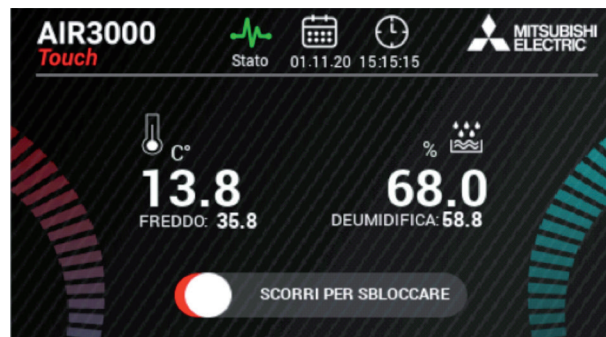 AIR3000
Touch
Stato
01.11.20
15:15:15
MITSUBISHI
ELECTRIC
C°
13.8
FREDDO: 35.8
%
68.0
DEUMIDIFICA: 58.8
SCORRI PER SBLOCCARE